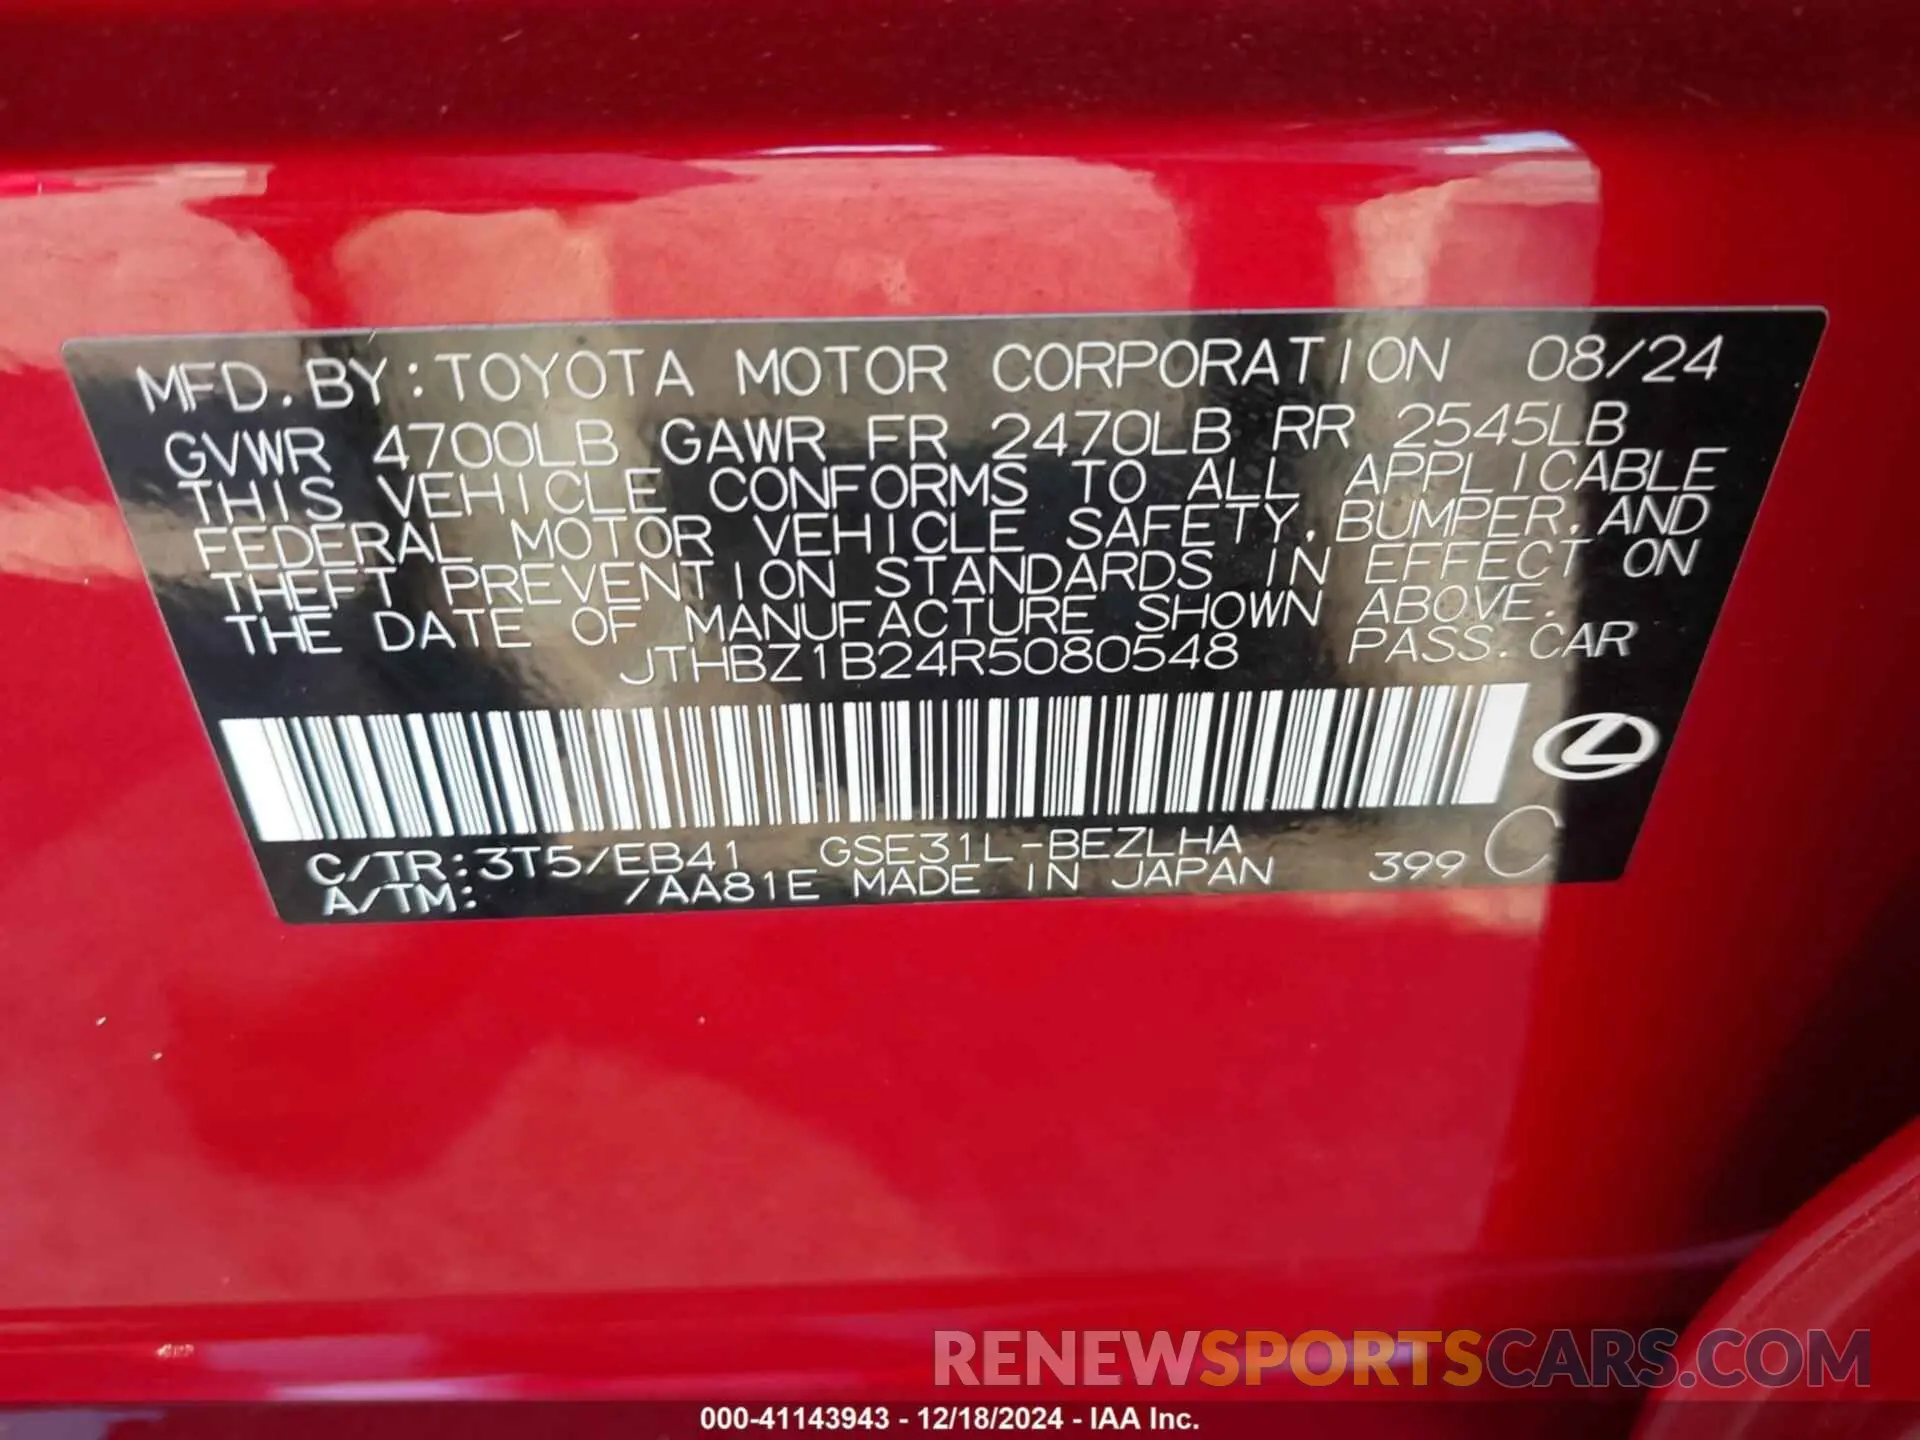 MFD. BY: TOYOTA MOTOR CORPORATION 08/24
GVWR 4700LB GAWR FR 2470LB RR 2545LB
THIS VEHICLE CONFORMS TO ALL APPLICABLE
FEDERAL MOTOR VEHICLE SAFETY, BUMPER, AND
THEFT PREVENTION STANDARDS IN EFFECT ON
THE DATE OF MANUFACTURE SHOWN ABOVE.
JTHBZ1B24R5080548 PASS. CAR
C/TR: 3T5/EB41 GSE31L-BEZLHA
A/TM: /AA81E MADE IN JAPAN 399 C
RENEWSPORTSCARS.COM
000-41143943 - 12/18/2024 - IAA Inc.